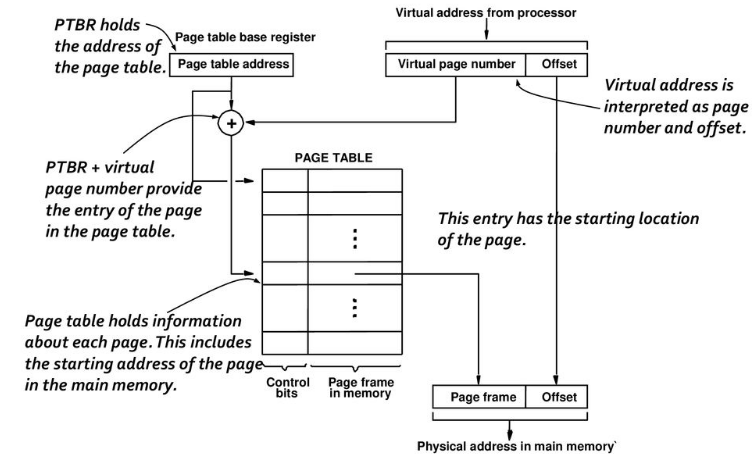 PTBR holds
the address of
the page table.
Page table base register
Page table address
Virtual address from processor
Virtual page number
Offset
Virtual address is
interpreted as page
number and offset.
+
PTBR + virtual
page number provide
the entry of the page
in the page table.
PAGE TABLE
This entry has the starting location
of the page.
Page table holds information
about each page. This includes
the starting address of the page
in the main memory.
Control
bits
Page frame
in memory
Page frame
Offset
Physical address in main memory`